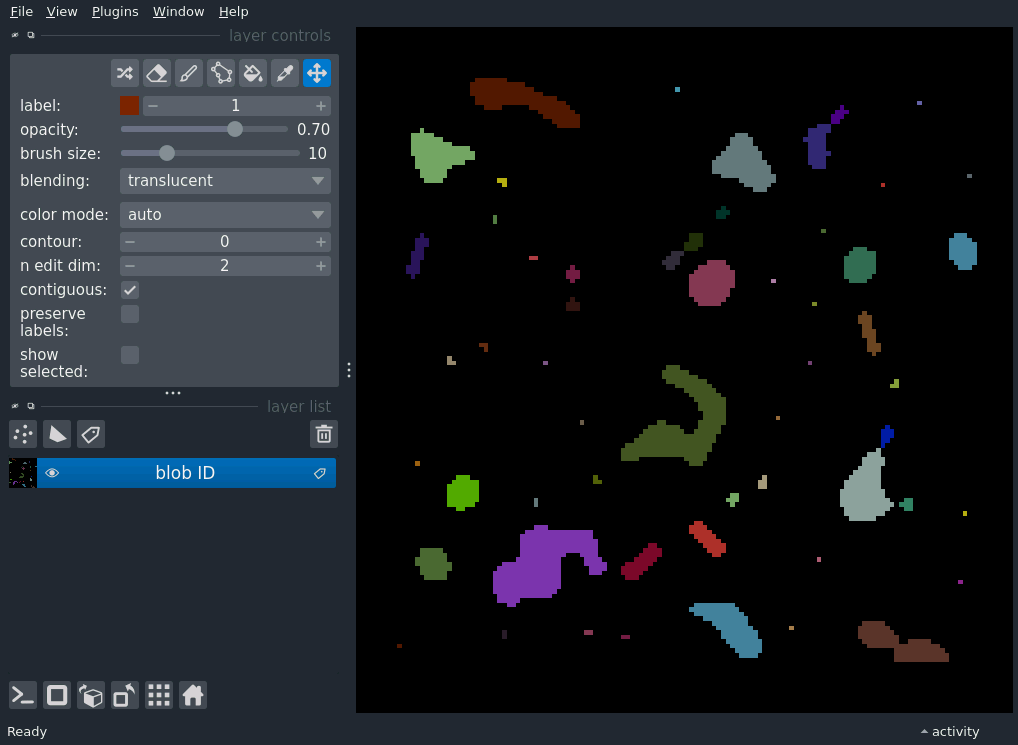 File View Plugins Window Help
layer controls
label: 1
opacity: 0.70
brush size: 10
blending: translucent
color mode: auto
contour: 0
n edit dim: 2
contiguous:
preserve
labels:
show
selected:
layer list
blob ID
Ready
activity